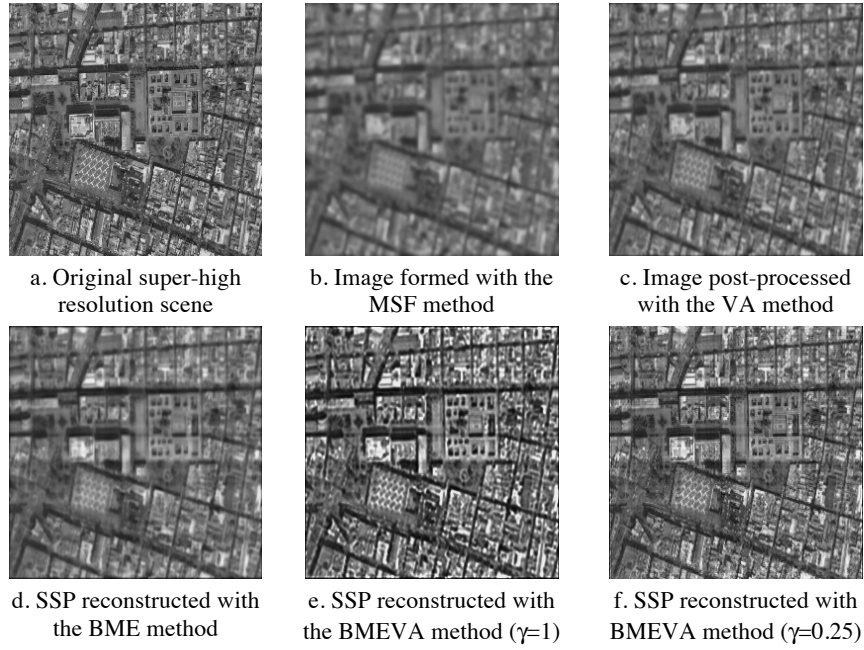 a. Original super-high
resolution scene
b. Image formed with the
MSF method
c. Image post-processed
with the VA method
d. SSP reconstructed with
the BME method
e. SSP reconstructed with
the BMEVA method (γ=1)
f. SSP reconstructed with
BMEVA method (γ=0.25)